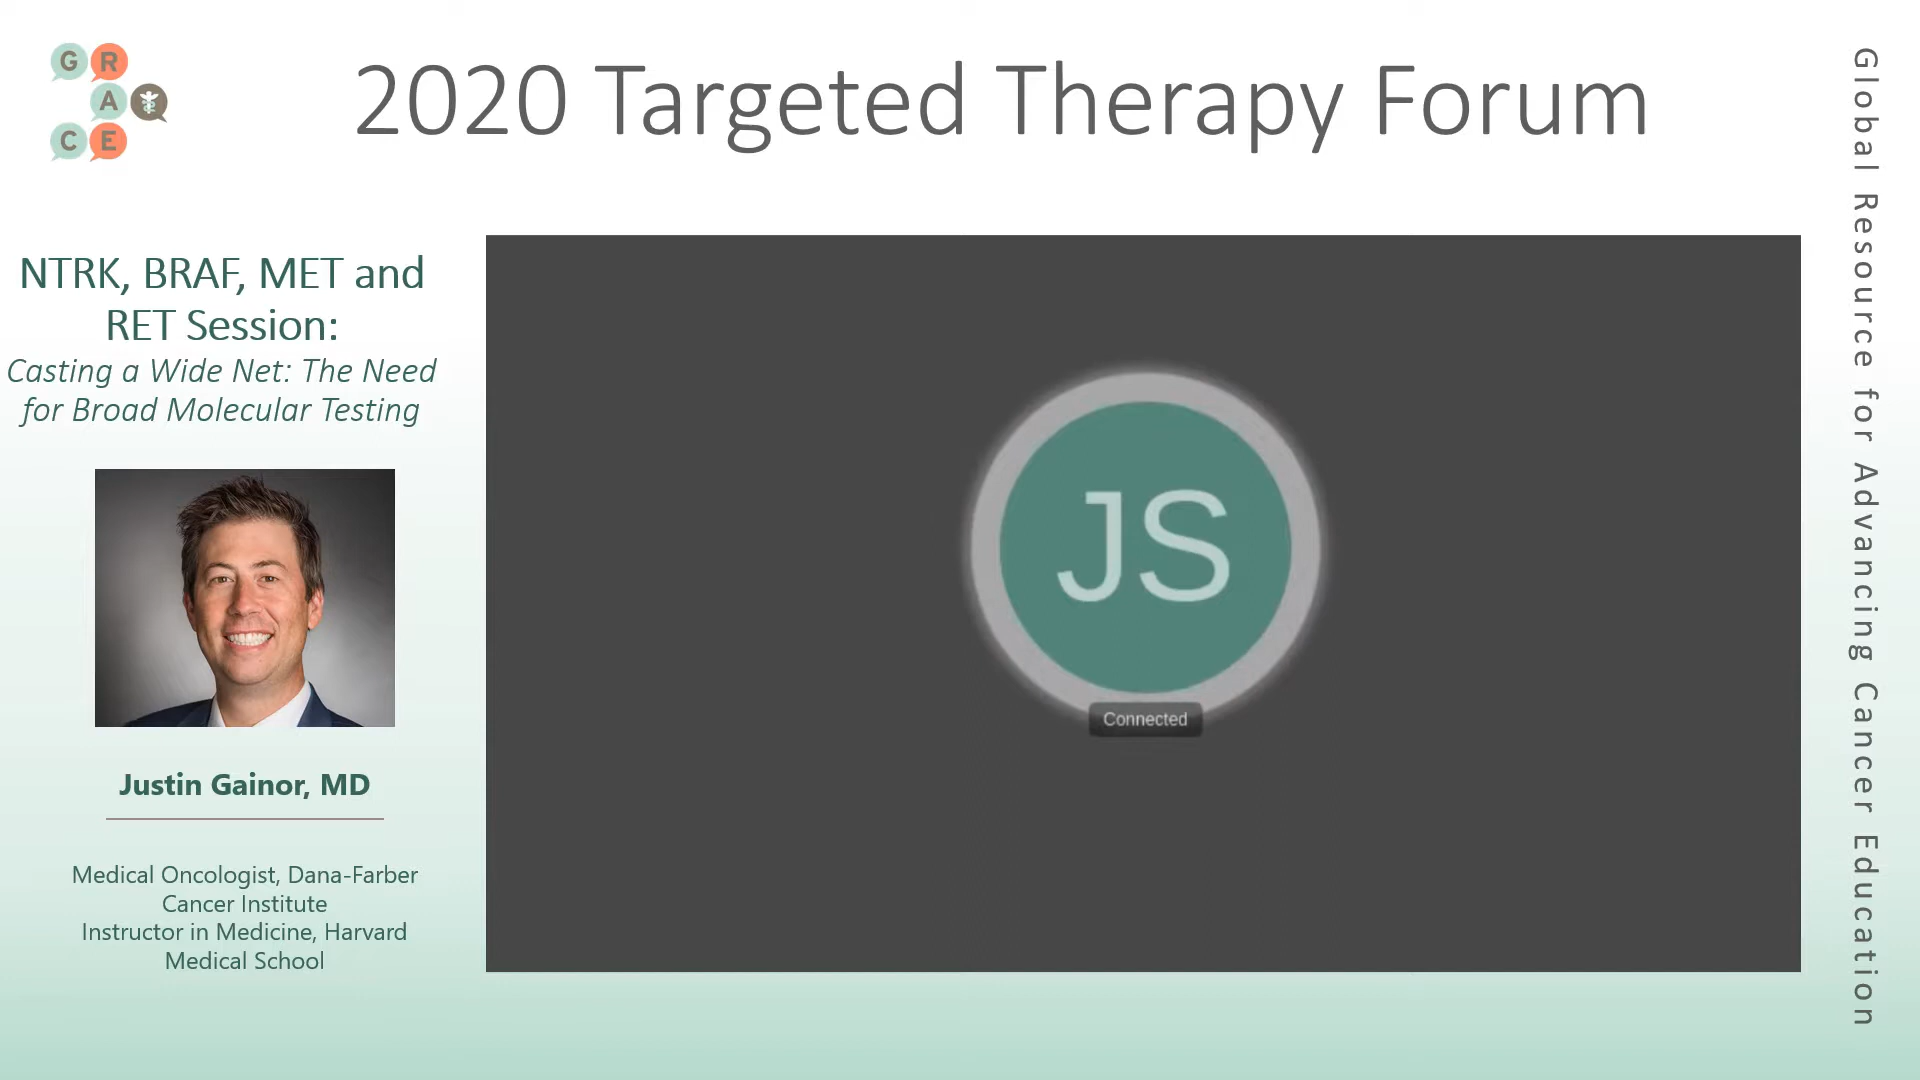 G R
A
C E
2020 Targeted Therapy Forum
NTRK, BRAF, MET and
RET Session:
Casting a Wide Net: The Need
for Broad Molecular Testing
Justin Gainor, MD
Medical Oncologist, Dana-Farber
Cancer Institute
Instructor in Medicine, Harvard
Medical School
JS
Connected
Global Resource for Advancing Cancer Education